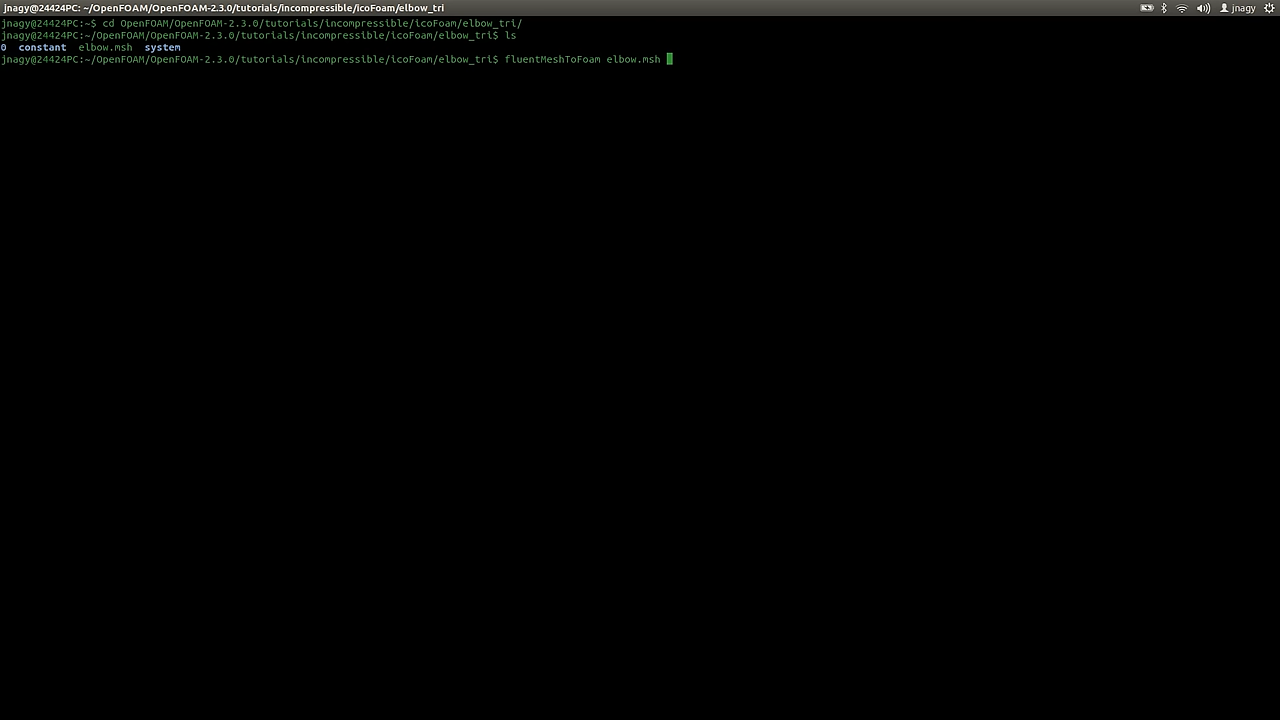 jnagy@24424PC: ~/OpenFOAM/OpenFOAM-2.3.0/tutorials/incompressible/icoFoam/elbow_tri
jnagy
jnagy@24424PC:~$ cd OpenFOAM/OpenFOAM-2.3.0/tutorials/incompressible/icoFoam/elbow_tri/
jnagy@24424PC:~/OpenFOAM/OpenFOAM-2.3.0/tutorials/incompressible/icoFoam/elbow_tri$ ls
0  constant  elbow.msh  system
jnagy@24424PC:~/OpenFOAM/OpenFOAM-2.3.0/tutorials/incompressible/icoFoam/elbow_tri$ fluentMeshToFoam elbow.msh